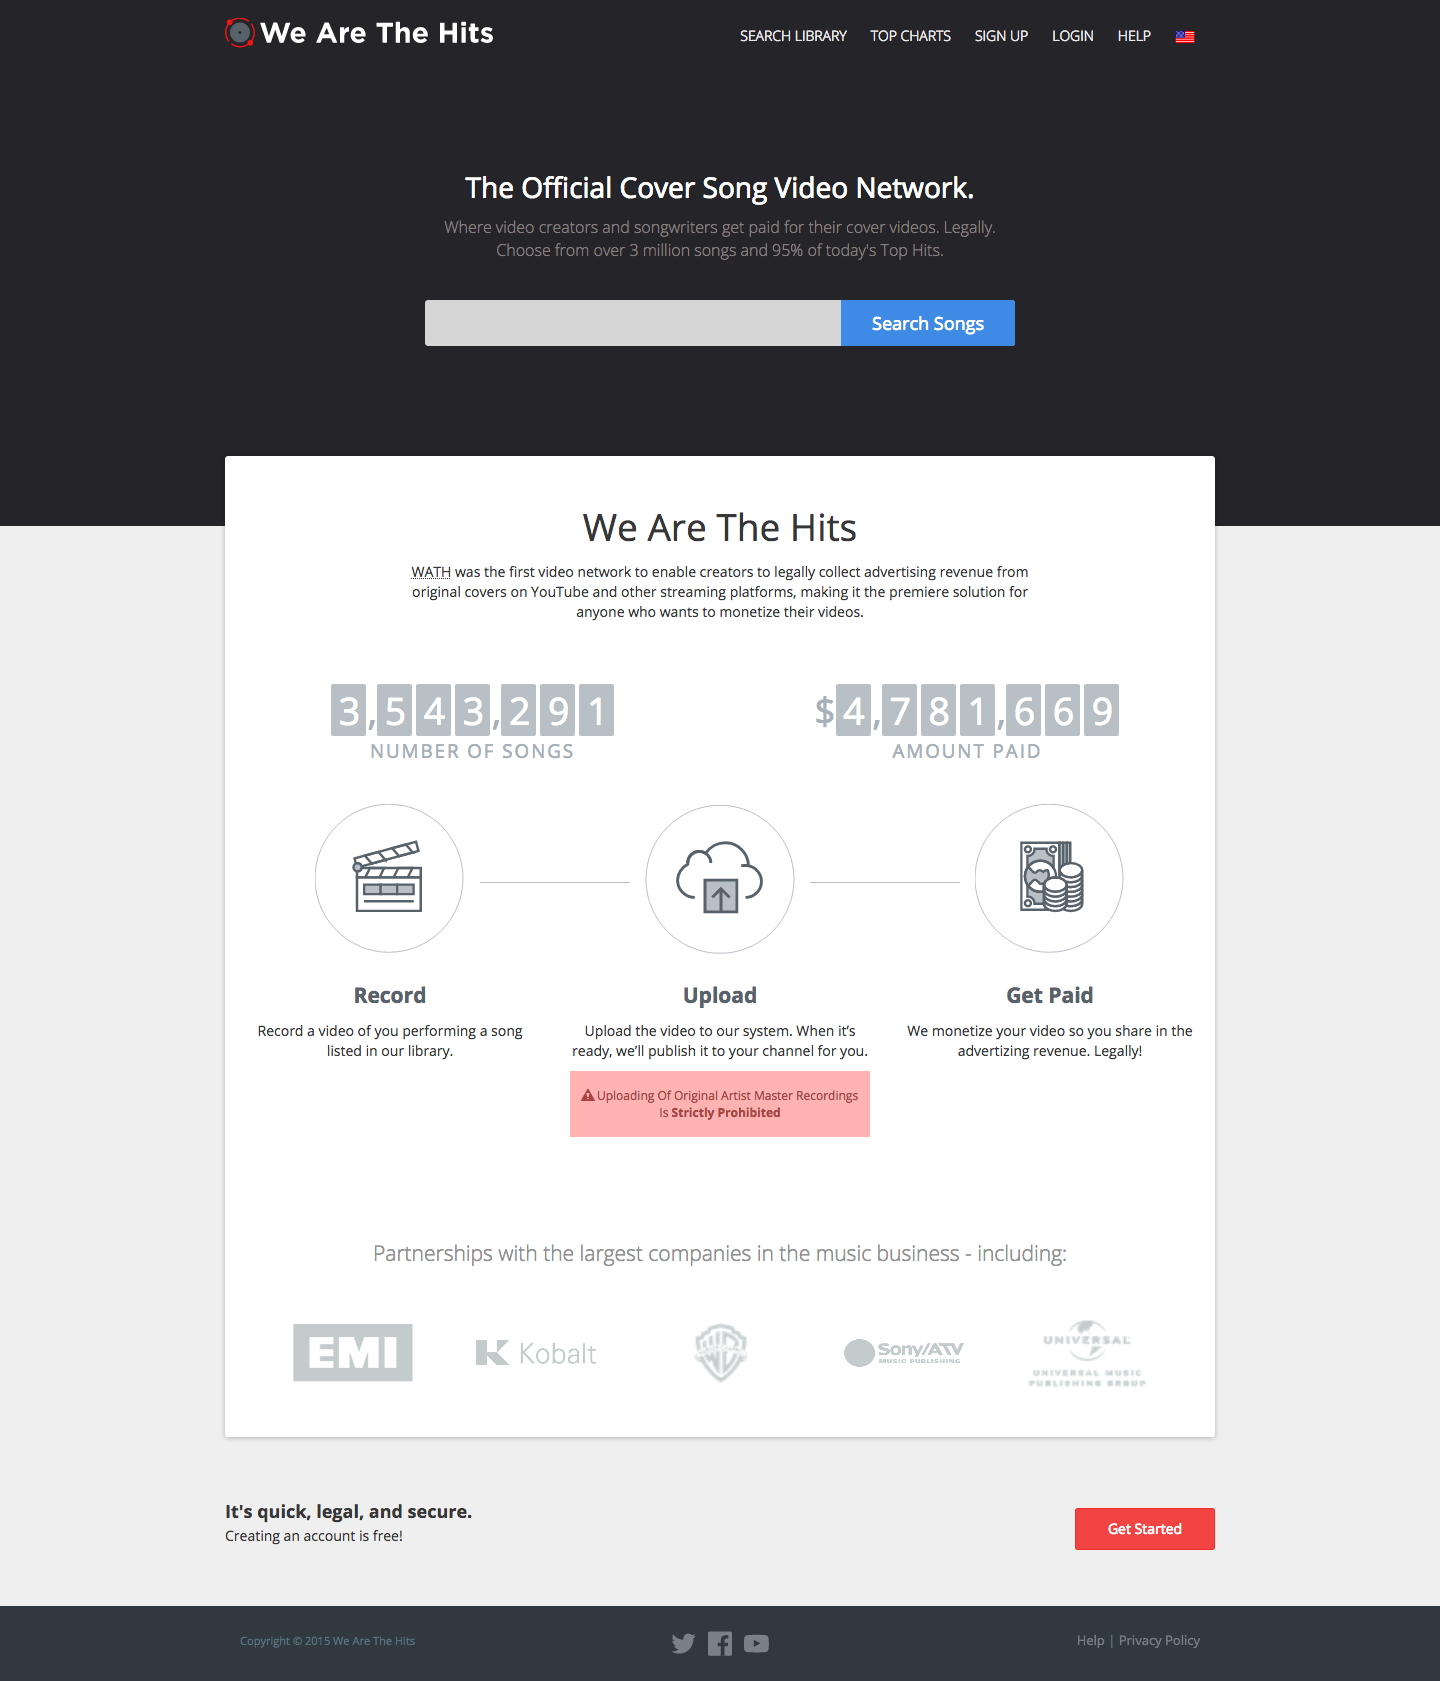 We Are The Hits
SEARCH LIBRARY TOP CHARTS SIGN UP LOGIN HELP
The Official Cover Song Video Network.
Where video creators and songwriters get paid for their cover videos. Legally.
Choose from over 3 million songs and 95% of today's Top Hits.
Search Songs
We Are The Hits
WATH was the first video network to enable creators to legally collect advertising revenue from
original covers on YouTube and other streaming platforms, making it the premiere solution for
anyone who wants to monetize their videos.
3,543,291
NUMBER OF SONGS
$4,781,669
AMOUNT PAID
Record
Record a video of you performing a song
listed in our library.
Upload
Upload the video to our system. When it’s
ready, we’ll publish it to your channel for you.
Uploading Of Original Artist Master Recordings
Is Strictly Prohibited
Get Paid
We monetize your video so you share in the
advertizing revenue. Legally!
Partnerships with the largest companies in the music business - including:
EMI
Kobalt
WB
Sony/ATV
MUSIC PUBLISHING
UNIVERSAL
UNIVERSAL MUSIC
PUBLISHING GROUP
It's quick, legal, and secure.
Creating an account is free!
Get Started
Copyright © 2015 We Are The Hits
Help | Privacy Policy